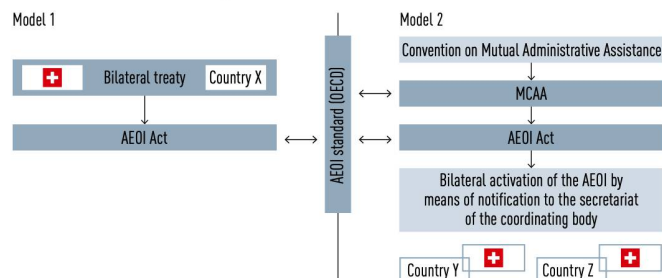 Model 1
Bilateral treaty
Country X
AEOI Act
AEOI standard (OECD)
Model 2
Convention on Mutual Administrative Assistance
MCAA
AEOI Act
Bilateral activation of the AEOI by
means of notification to the secretariat
of the coordinating body
Country Y
Country Z